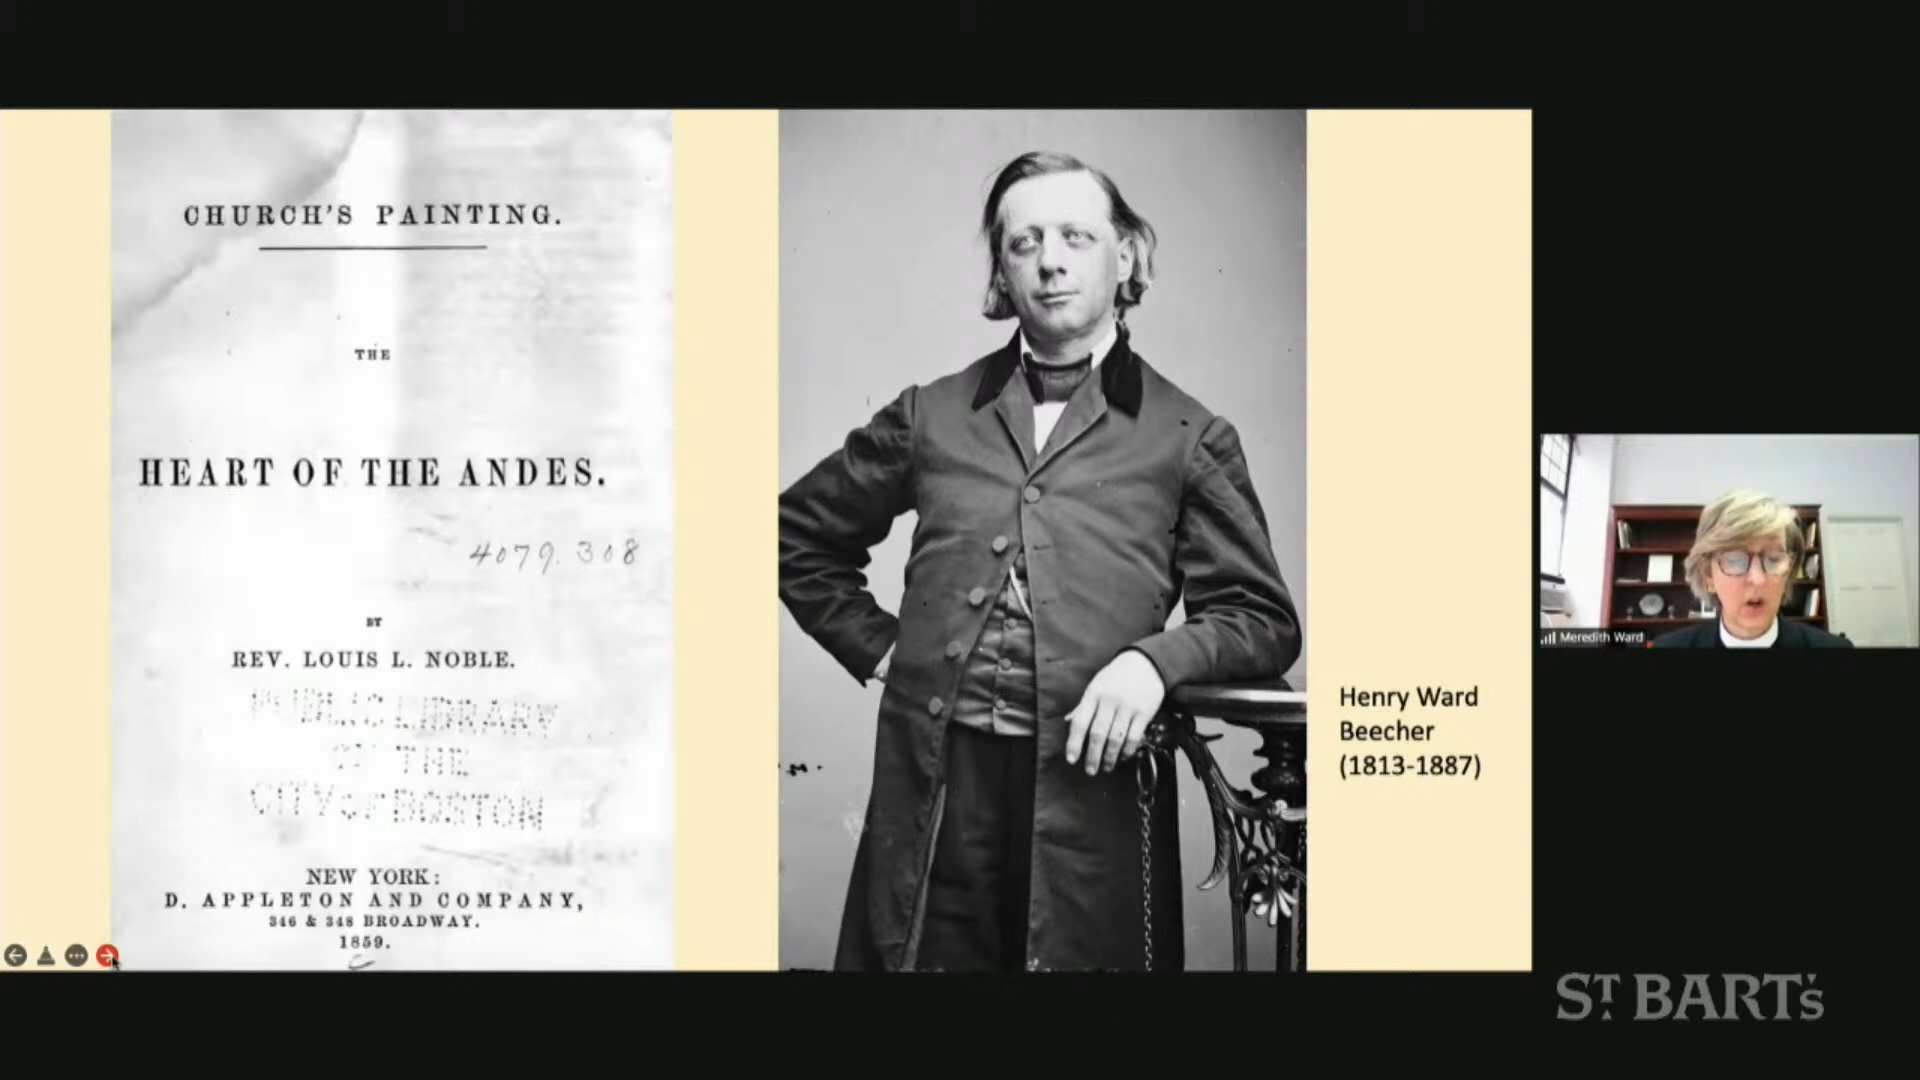 CHURCH'S PAINTING.
THE
HEART OF THE ANDES.
4079.308
BY
REV. LOUIS L. NOBLE.
PUBLIC LIBRARY
OF THE
CITY OF BOSTON
NEW YORK:
D. APPLETON AND COMPANY,
346 & 348 BROADWAY.
1859.
Henry Ward
Beecher
(1813-1887)
Meredith Ward
ST. BART's